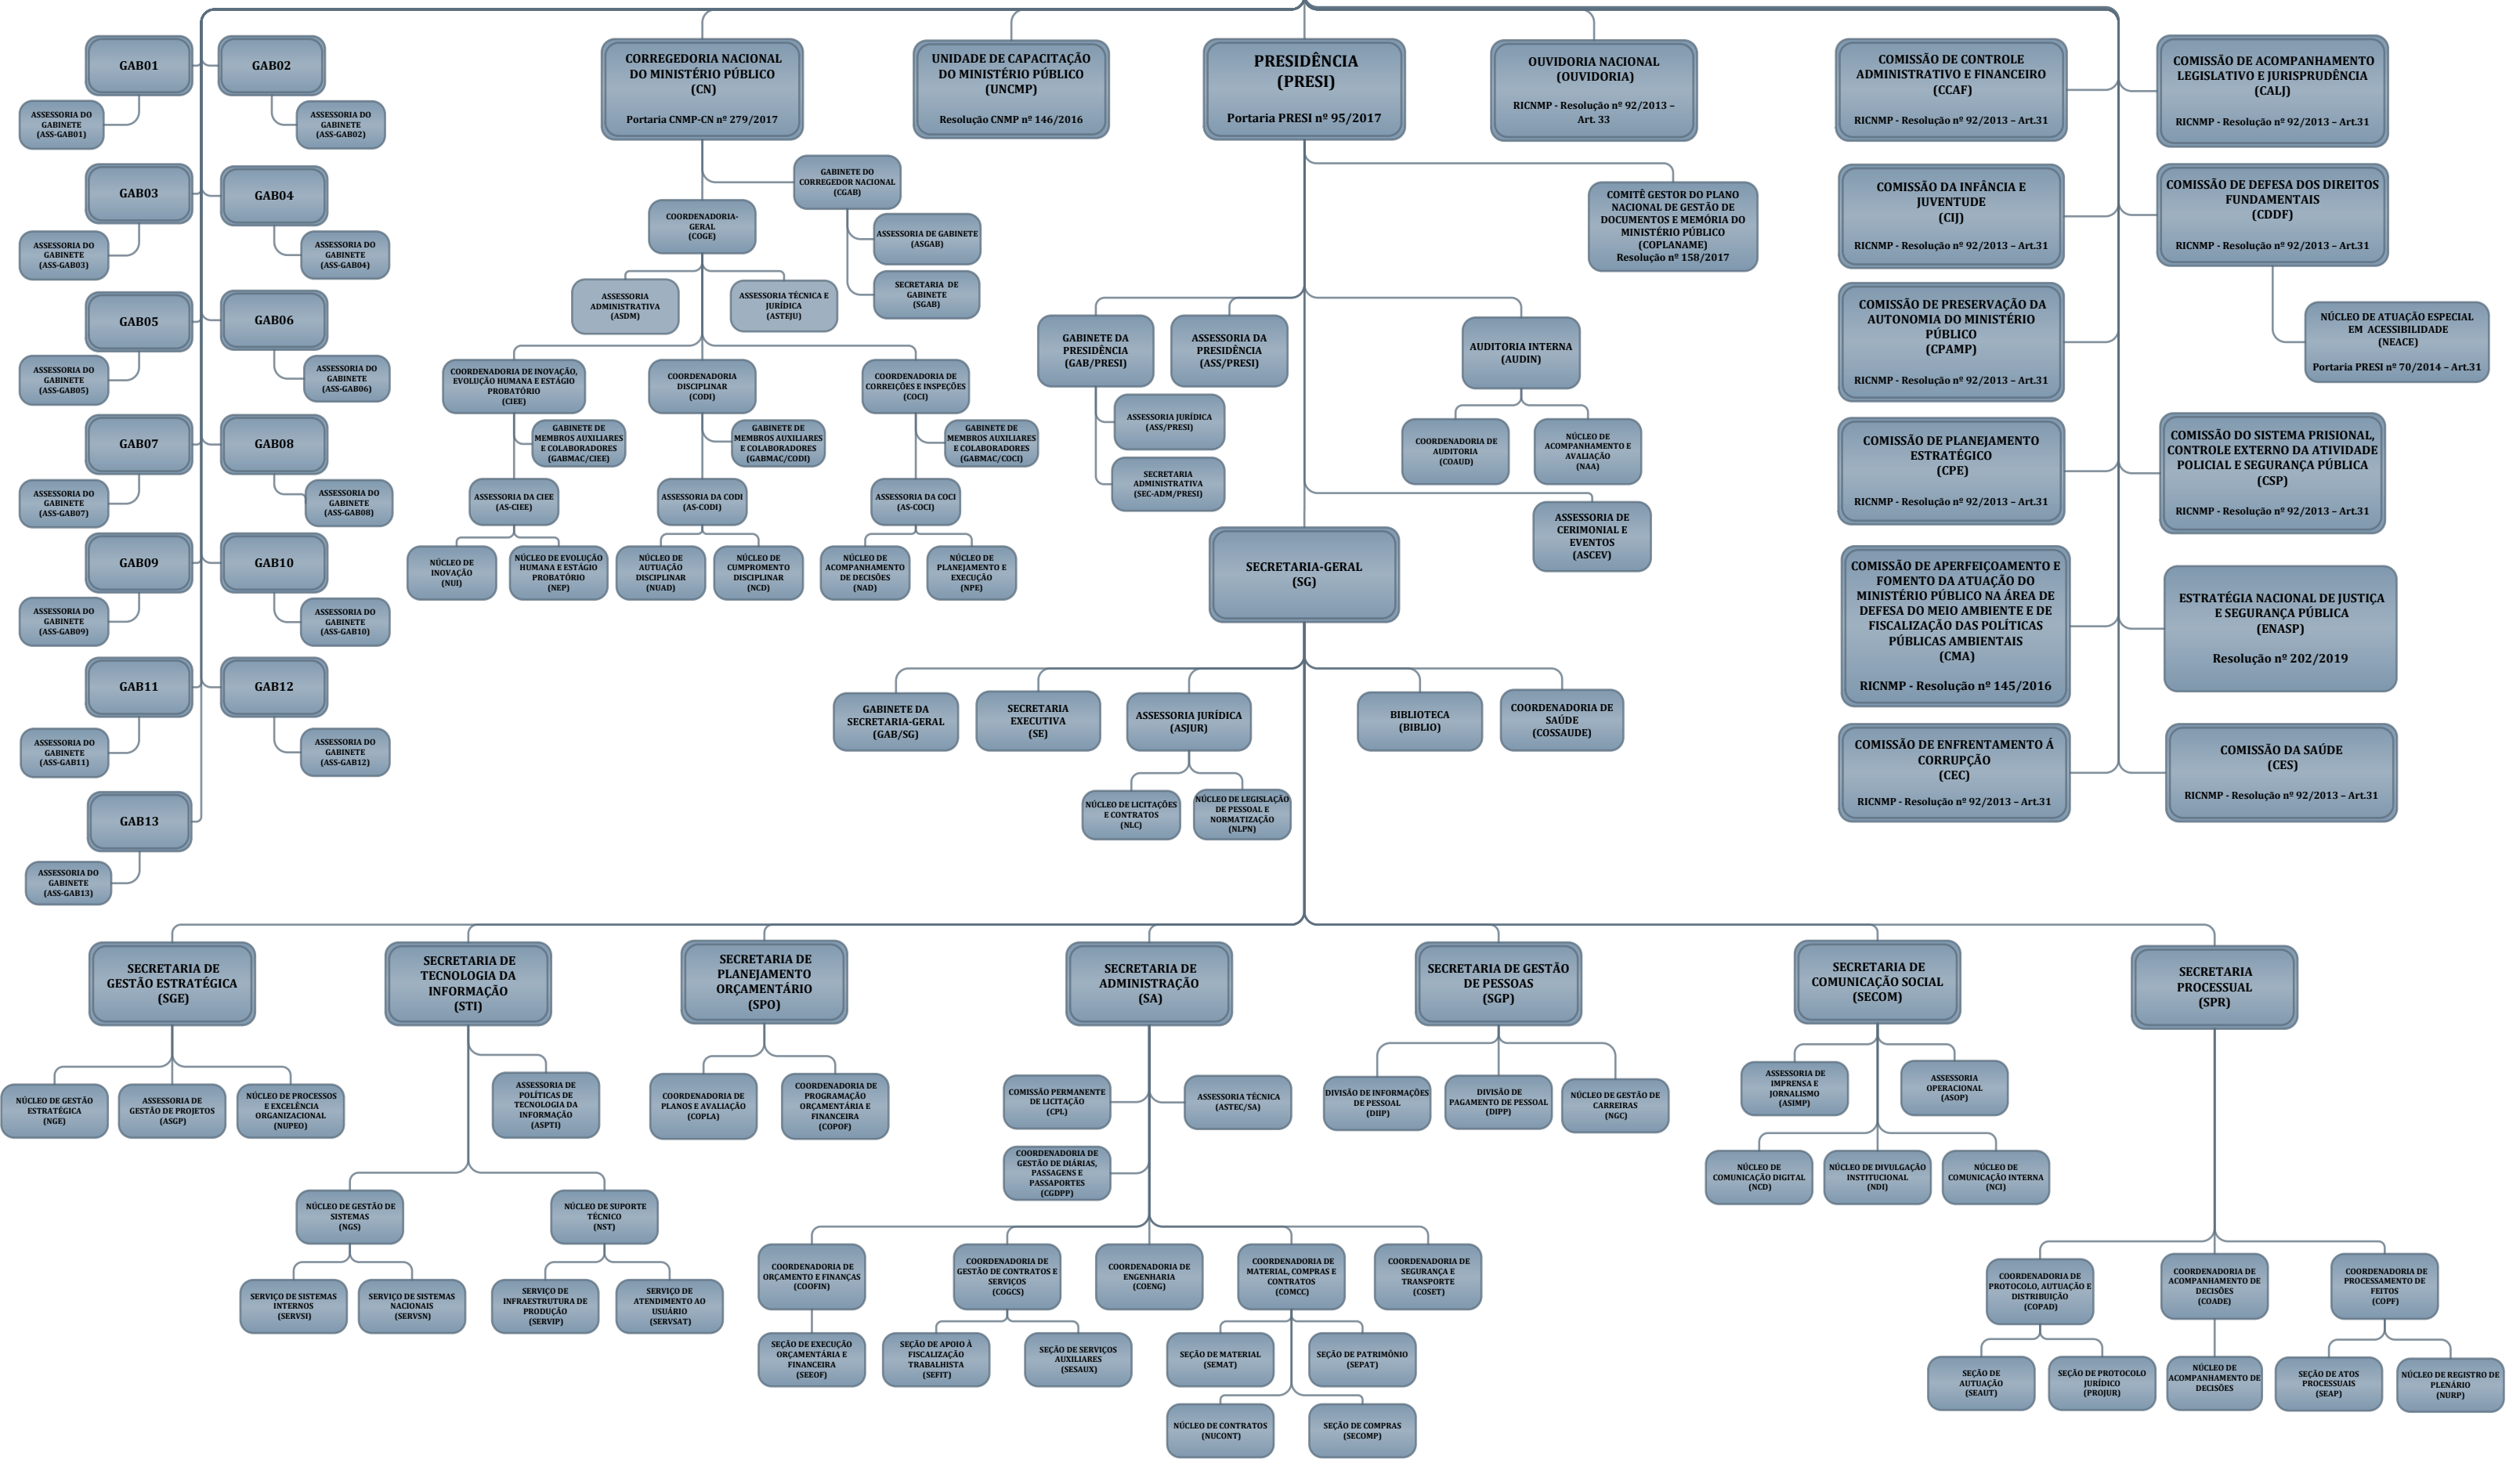 GAB01
GAB02
ASSESSORIA DO
GABINETE
(ASS-GAB01)
ASSESSORIA DO
GABINETE
(ASS-GAB02)
GAB03
GAB04
ASSESSORIA DO
GABINETE
(ASS-GAB03)
ASSESSORIA DO
GABINETE
(ASS-GAB04)
GAB05
GAB06
ASSESSORIA DO
GABINETE
(ASS-GAB05)
ASSESSORIA DO
GABINETE
(ASS-GAB06)
GAB07
GAB08
ASSESSORIA DO
GABINETE
(ASS-GAB07)
ASSESSORIA DO
GABINETE
(ASS-GAB08)
GAB09
GAB10
ASSESSORIA DO
GABINETE
(ASS-GAB09)
ASSESSORIA DO
GABINETE
(ASS-GAB10)
GAB11
GAB12
ASSESSORIA DO
GABINETE
(ASS-GAB11)
ASSESSORIA DO
GABINETE
(ASS-GAB12)
GAB13
ASSESSORIA DO
GABINETE
(ASS-GAB13)
CORREGEDORIA NACIONAL
DO MINISTÉRIO PÚBLICO
(CN)
Portaria CNMP-CN nº 279/2017
GABINETE DO
CORREGEDOR NACIONAL
(CGAB)
COORDENADORIA-
GERAL
(COGE)
ASSESSORIA DE GABINETE
(ASGAB)
SECRETARIA DE
GABINETE
(SGAB)
ASSESSORIA
ADMINISTRATIVA
(ASDM)
ASSESSORIA TÉCNICA E
JURÍDICA
(ASTEJU)
COORDENADORIA DE INOVAÇÃO,
EVOLUÇÃO HUMANA E ESTÁGIO
PROBATÓRIO
(CIEE)
COORDENADORIA
DISCIPLINAR
(CODI)
COORDENADORIA DE
CORREIÇÕES E INSPEÇÕES
(COCI)
GABINETE DE
MEMBROS AUXILIARES
E COLABORADORES
(GABMAC/CIEE)
GABINETE DE
MEMBROS AUXILIARES
E COLABORADORES
(GABMAC/CODI)
GABINETE DE
MEMBROS AUXILIARES
E COLABORADORES
(GABMAC/COCI)
ASSESSORIA DA CIEE
(AS-CIEE)
ASSESSORIA DA CODI
(AS-CODI)
ASSESSORIA DA COCI
(AS-COCI)
NÚCLEO DE
INOVAÇÃO
(NUI)
NÚCLEO DE EVOLUÇÃO
HUMANA E ESTÁGIO
PROBATÓRIO
(NEP)
NÚCLEO DE
AUTUAÇÃO
DISCIPLINAR
(NUAD)
NÚCLEO DE
CUMPROMENTO
DISCIPLINAR
(NCD)
NÚCLEO DE
ACOMPANHAMENTO
DE DECISÕES
(NAD)
NÚCLEO DE
PLANEJAMENTO E
EXECUÇÃO
(NPE)
UNIDADE DE CAPACITAÇÃO
DO MINISTÉRIO PÚBLICO
(UNCMP)
Resolução CNMP nº 146/2016
PRESIDÊNCIA
(PRESI)
Portaria PRESI nº 95/2017
OUVIDORIA NACIONAL
(OUVIDORIA)
RICNMP - Resolução nº 92/2013 –
Art. 33
COMITÊ GESTOR DO PLANO
NACIONAL DE GESTÃO DE
DOCUMENTOS E MEMÓRIA DO
MINISTÉRIO PÚBLICO
(COPLANAME)
Resolução nº 158/2017
GABINETE DA
PRESIDÊNCIA
(GAB/PRESI)
ASSESSORIA DA
PRESIDÊNCIA
(ASS/PRESI)
AUDITORIA INTERNA
(AUDIN)
ASSESSORIA JURÍDICA
(ASS/PRESI)
SECRETARIA
ADMINISTRATIVA
(SEC-ADM/PRESI)
COORDENADORIA DE
AUDITORIA
(COAUD)
NÚCLEO DE
ACOMPANHAMENTO E
AVALIAÇÃO
(NAA)
ASSESSORIA DE
CERIMONIAL E
EVENTOS
(ASCEV)
SECRETARIA-GERAL
(SG)
GABINETE DA
SECRETARIA-GERAL
(GAB/SG)
SECRETARIA
EXECUTIVA
(SE)
ASSESSORIA JURÍDICA
(ASJUR)
BIBLIOTECA
(BIBLIO)
COORDENADORIA DE
SAÚDE
(COSSAUDE)
NÚCLEO DE LICITAÇÕES
E CONTRATOS
(NLC)
NÚCLEO DE LEGISLAÇÃO
DE PESSOAL E
NORMATIZAÇÃO
(NLPN)
COMISSÃO DE CONTROLE
ADMINISTRATIVO E FINANCEIRO
(CCAF)
RICNMP - Resolução nº 92/2013 – Art.31
COMISSÃO DE ACOMPANHAMENTO
LEGISLATIVO E JURISPRUDÊNCIA
(CALJ)
RICNMP - Resolução nº 92/2013 – Art.31
COMISSÃO DA INFÂNCIA E
JUVENTUDE
(CIJ)
RICNMP - Resolução nº 92/2013 – Art.31
COMISSÃO DE DEFESA DOS DIREITOS
FUNDAMENTAIS
(CDDF)
RICNMP - Resolução nº 92/2013 – Art.31
COMISSÃO DE PRESERVAÇÃO DA
AUTONOMIA DO MINISTÉRIO
PÚBLICO
(CPAMP)
RICNMP - Resolução nº 92/2013 – Art.31
NÚCLEO DE ATUAÇÃO ESPECIAL
EM ACESSIBILIDADE
(NEACE)
Portaria PRESI nº 70/2014 – Art.31
COMISSÃO DE PLANEJAMENTO
ESTRATÉGICO
(CPE)
RICNMP - Resolução nº 92/2013 – Art.31
COMISSÃO DO SISTEMA PRISIONAL,
CONTROLE EXTERNO DA ATIVIDADE
POLICIAL E SEGURANÇA PÚBLICA
(CSP)
RICNMP - Resolução nº 92/2013 – Art.31
COMISSÃO DE APERFEIÇOAMENTO E
FOMENTO DA ATUAÇÃO DO
MINISTÉRIO PÚBLICO NA ÁREA DE
DEFESA DO MEIO AMBIENTE E DE
FISCALIZAÇÃO DAS POLÍTICAS
PÚBLICAS AMBIENTAIS
(CMA)
RICNMP - Resolução nº 145/2016
ESTRATÉGIA NACIONAL DE JUSTIÇA
E SEGURANÇA PÚBLICA
(ENASP)
Resolução nº 202/2019
COMISSÃO DE ENFRENTAMENTO Á
CORRUPÇÃO
(CEC)
RICNMP - Resolução nº 92/2013 – Art.31
COMISSÃO DA SAÚDE
(CES)
RICNMP - Resolução nº 92/2013 – Art.31
SECRETARIA DE
GESTÃO ESTRATÉGICA
(SGE)
NÚCLEO DE GESTÃO
ESTRATÉGICA
(NGE)
ASSESSORIA DE
GESTÃO DE PROJETOS
(ASGP)
NÚCLEO DE PROCESSOS
E EXCELÊNCIA
ORGANIZACIONAL
(NUPEO)
SECRETARIA DE
TECNOLOGIA DA
INFORMAÇÃO
(STI)
ASSESSORIA DE
POLÍTICAS DE
TECNOLOGIA DA
INFORMAÇÃO
(ASPTI)
NÚCLEO DE GESTÃO DE
SISTEMAS
(NGS)
NÚCLEO DE SUPORTE
TÉCNICO
(NST)
SERVIÇO DE SISTEMAS
INTERNOS
(SERVSI)
SERVIÇO DE SISTEMAS
NACIONAIS
(SERVSN)
SERVIÇO DE
INFRAESTRUTURA DE
PRODUÇÃO
(SERVIP)
SERVIÇO DE
ATENDIMENTO AO
USUÁRIO
(SERVSAT)
SECRETARIA DE
PLANEJAMENTO
ORÇAMENTÁRIO
(SPO)
COORDENADORIA DE
PLANOS E AVALIAÇÃO
(COPLA)
COORDENADORIA DE
PROGRAMAÇÃO
ORÇAMENTÁRIA E
FINANCEIRA
(COPOF)
SECRETARIA DE
ADMINISTRAÇÃO
(SA)
COMISSÃO PERMANENTE
DE LICITAÇÃO
(CPL)
ASSESSORIA TÉCNICA
(ASTEC/SA)
COORDENADORIA DE
GESTÃO DE DIÁRIAS,
PASSAGENS E
PASSAPORTES
(CGDPP)
COORDENADORIA DE
ORÇAMENTO E FINANÇAS
(COOFIN)
COORDENADORIA DE
GESTÃO DE CONTRATOS E
SERVIÇOS
(COGCS)
COORDENADORIA DE
ENGENHARIA
(COENG)
COORDENADORIA DE
MATERIAL, COMPRAS E
CONTRATOS
(COMCC)
COORDENADORIA DE
SEGURANÇA E
TRANSPORTE
(COSET)
SEÇÃO DE EXECUÇÃO
ORÇAMENTÁRIA E
FINANCEIRA
(SEEOF)
SEÇÃO DE APOIO À
FISCALIZAÇÃO
TRABALHISTA
(SEFIT)
SEÇÃO DE SERVIÇOS
AUXILIARES
(SESAUX)
SEÇÃO DE MATERIAL
(SEMAT)
SEÇÃO DE PATRIMÔNIO
(SEPAT)
NÚCLEO DE CONTRATOS
(NUCONT)
SEÇÃO DE COMPRAS
(SECOMP)
SECRETARIA DE GESTÃO
DE PESSOAS
(SGP)
DIVISÃO DE INFORMAÇÕES
DE PESSOAL
(DIIP)
DIVISÃO DE
PAGAMENTO DE PESSOAL
(DIPP)
NÚCLEO DE GESTÃO DE
CARREIRAS
(NGC)
SECRETARIA DE
COMUNICAÇÃO SOCIAL
(SECOM)
ASSESSORIA DE
IMPRENSA E
JORNALISMO
(ASIMP)
ASSESSORIA
OPERACIONAL
(ASOP)
NÚCLEO DE
COMUNICAÇÃO DIGITAL
(NCD)
NÚCLEO DE DIVULGAÇÃO
INSTITUCIONAL
(NDI)
NÚCLEO DE
COMUNICAÇÃO INTERNA
(NCI)
SECRETARIA
PROCESSUAL
(SPR)
COORDENADORIA DE
PROTOCOLO, AUTUAÇÃO E
DISTRIBUIÇÃO
(COPAD)
COORDENADORIA DE
ACOMPANHAMENTO DE
DECISÕES
(COADE)
COORDENADORIA DE
PROCESSAMENTO DE
FEITOS
(COPF)
SEÇÃO DE
AUTUAÇÃO
(SEAUT)
SEÇÃO DE PROTOCOLO
JURÍDICO
(PROJUR)
NÚCLEO DE
ACOMPANHAMENTO DE
DECISÕES
SEÇÃO DE ATOS
PROCESSUAIS
(SEAP)
NÚCLEO DE REGISTRO DE
PLENÁRIO
(NURP)